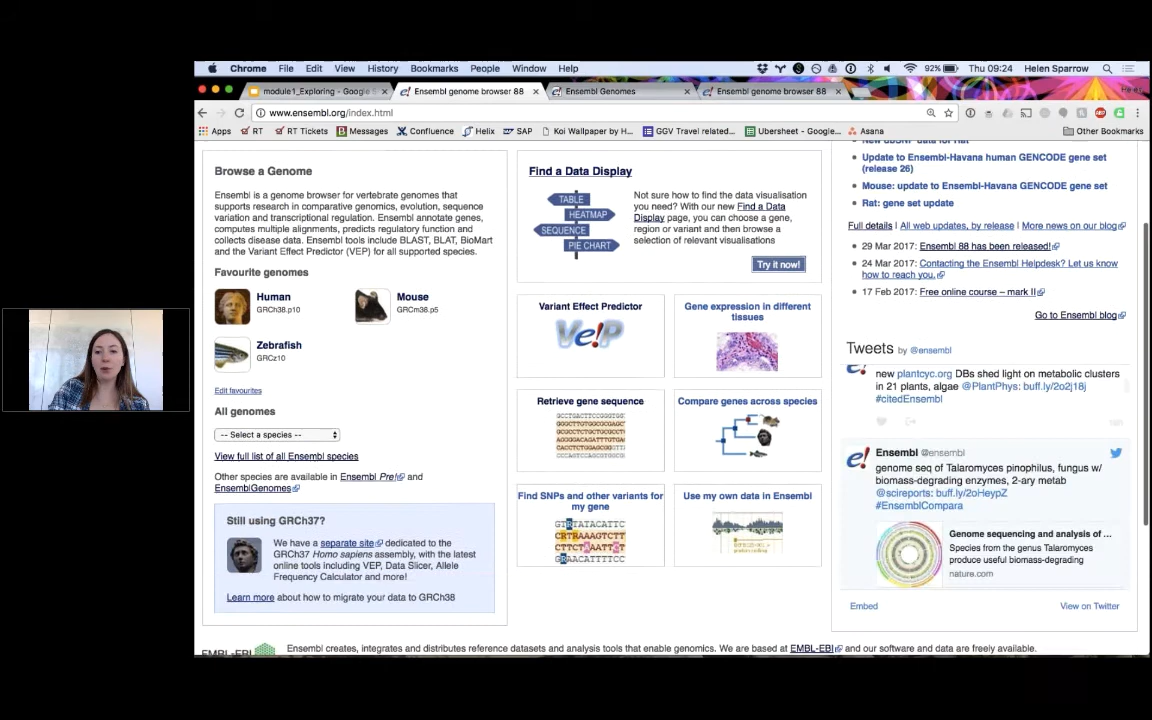 Chrome File Edit View History Bookmarks People Window Help 92% Thu 09:24 Helen Sparrow
module1_Exploring - Google S Ensembl genome browser 88 Ensembl Genomes Ensembl genome browser 88
www.ensembl.org/index.html
Apps RT RT Tickets Messages Confluence Helix SAP Koi Wallpaper by H... GGV Travel related... Ubersheet - Google... Asana Other Bookmarks
Browse a Genome
Ensembl is a genome browser for vertebrate genomes that
supports research in comparative genomics, evolution, sequence
variation and transcriptional regulation. Ensembl annotate genes,
computes multiple alignments, predicts regulatory function and
collects disease data. Ensembl tools include BLAST, BLAT, BioMart
and the Variant Effect Predictor (VEP) for all supported species.
Favourite genomes
Human
GRCh38.p10
Mouse
GRCm38.p5
Zebrafish
GRCz10
Edit favourites
All genomes
-- Select a species --
View full list of all Ensembl species
Other species are available in Ensembl Pre! and
EnsemblGenomes
Still using GRCh37?
We have a separate site dedicated to the
GRCh37 Homo sapiens assembly, with the latest
online tools including VEP, Data Slicer, Allele
Frequency Calculator and more!
Learn more about how to migrate your data to GRCh38
Find a Data Display
TABLE
HEATMAP
SEQUENCE
PIE CHART
Not sure how to find the data visualisation
you need? With our new Find a Data
Display page, you can choose a gene,
region or variant and then browse a
selection of relevant visualisations
Try it now!
Variant Effect Predictor
Ve!P
Gene expression in different
tissues
Retrieve gene sequence
Compare genes across species
Find SNPs and other variants for
my gene
Use my own data in Ensembl
New dbSNP data for Rat
Update to Ensembl-Havana human GENCODE gene set
(release 26)
Mouse: update to Ensembl-Havana GENCODE gene set
Rat: gene set update
Full details | All web updates, by release | More news on our blog
29 Mar 2017: Ensembl 88 has been released!
24 Mar 2017: Contacting the Ensembl Helpdesk? Let us know
how to reach you.
17 Feb 2017: Free online course – mark II
Go to Ensembl blog
Tweets by @ensembl
new plantcyc.org DBs shed light on metabolic clusters
in 21 plants, algae @PlantPhys: buff.ly/2o2j18j
#citedEnsembl
Ensembl @ensembl
genome seq of Talaromyces pinophilus, fungus w/
biomass-degrading enzymes, 2-ary metab
@scireports: buff.ly/2oHeypZ
#EnsemblCompara
Genome sequencing and analysis of ...
Species from the genus Talaromyces
produce useful biomass-degrading
nature.com
Embed View on Twitter
EMBL-EBI
Ensembl creates, integrates and distributes reference datasets and analysis tools that enable genomics. We are based at EMBL-EBI and our software and data are freely available.